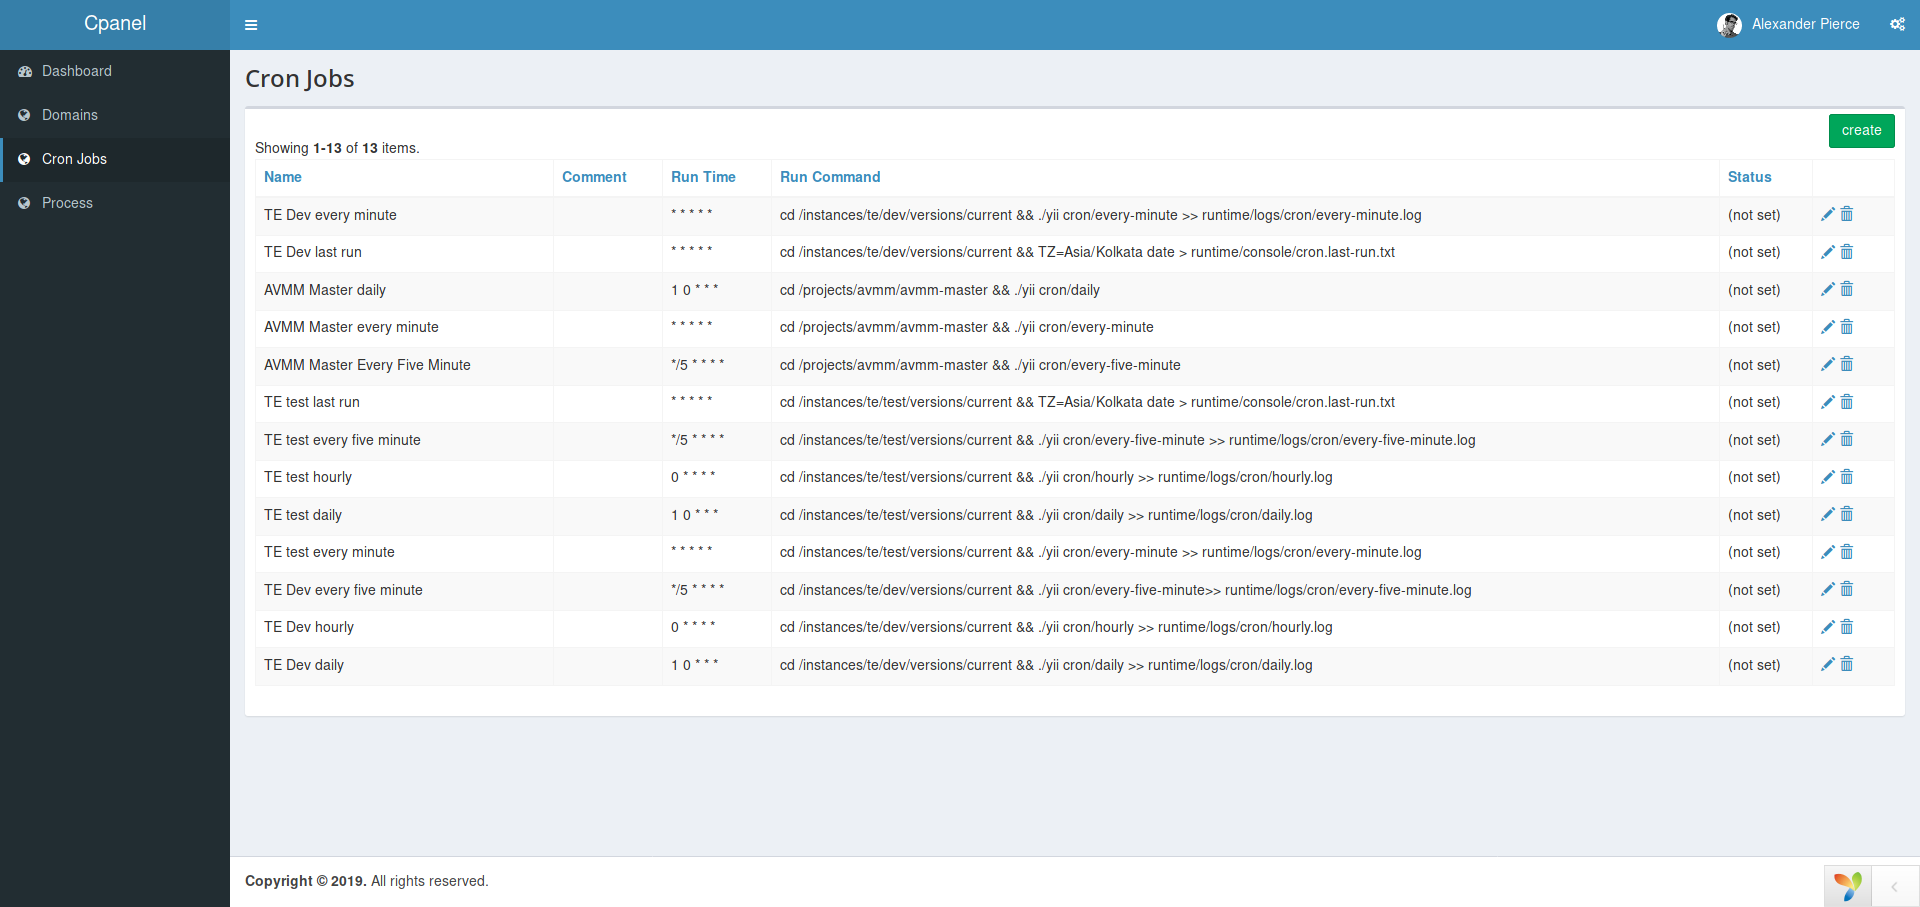 Cpanel
Alexander Pierce
Dashboard
Domains
Cron Jobs
Process
Cron Jobs
create
Showing 1-13 of 13 items.
Name Comment Run Time Run Command Status
TE Dev every minute * * * * * cd /instances/te/dev/versions/current && ./yii cron/every-minute >> runtime/logs/cron/every-minute.log (not set)
TE Dev last run * * * * * cd /instances/te/dev/versions/current && TZ=Asia/Kolkata date > runtime/console/cron.last-run.txt (not set)
AVMM Master daily 1 0 * * * cd /projects/avmm/avmm-master && ./yii cron/daily (not set)
AVMM Master every minute * * * * * cd /projects/avmm/avmm-master && ./yii cron/every-minute (not set)
AVMM Master Every Five Minute */5 * * * * cd /projects/avmm/avmm-master && ./yii cron/every-five-minute (not set)
TE test last run * * * * * cd /instances/te/test/versions/current && TZ=Asia/Kolkata date > runtime/console/cron.last-run.txt (not set)
TE test every five minute */5 * * * * cd /instances/te/test/versions/current && ./yii cron/every-five-minute >> runtime/logs/cron/every-five-minute.log (not set)
TE test hourly 0 * * * * cd /instances/te/test/versions/current && ./yii cron/hourly >> runtime/logs/cron/hourly.log (not set)
TE test daily 1 0 * * * cd /instances/te/test/versions/current && ./yii cron/daily >> runtime/logs/cron/daily.log (not set)
TE test every minute * * * * * cd /instances/te/test/versions/current && ./yii cron/every-minute >> runtime/logs/cron/every-minute.log (not set)
TE Dev every five minute */5 * * * * cd /instances/te/dev/versions/current && ./yii cron/every-five-minute>> runtime/logs/cron/every-five-minute.log (not set)
TE Dev hourly 0 * * * * cd /instances/te/dev/versions/current && ./yii cron/hourly >> runtime/logs/cron/hourly.log (not set)
TE Dev daily 1 0 * * * cd /instances/te/dev/versions/current && ./yii cron/daily >> runtime/logs/cron/daily.log (not set)
Copyright © 2019. All rights reserved.